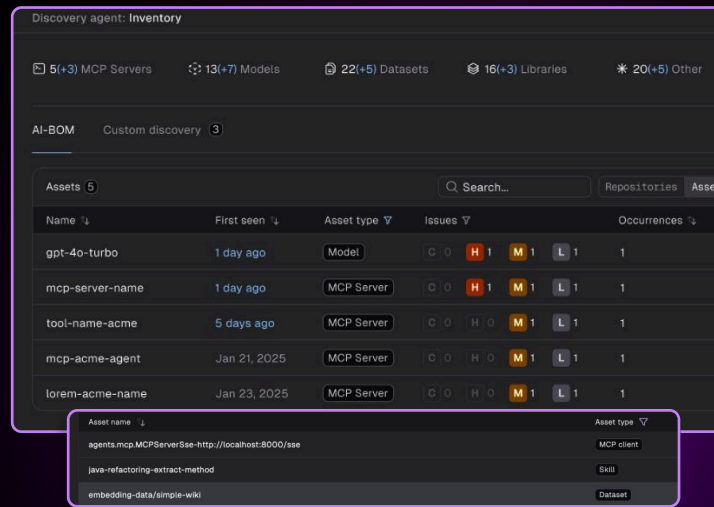 Discovery agent: Inventory
5(+3) MCP Servers 13(+7) Models 22(+5) Datasets 16(+3) Libraries 20(+5) Other
AI-BOM Custom discovery 3
Assets 5 Search... Repositories Asse
Name First seen Asset type Issues Occurrences
gpt-4o-turbo 1 day ago Model C 0 H 1 M 1 L 1 1
mcp-server-name 1 day ago MCP Server C 0 H 1 M 1 L 1 1
tool-name-acme 5 days ago MCP Server C 0 H 0 M 1 L 1 1
mcp-acme-agent Jan 21, 2025 MCP Server C 0 H 0 M 1 L 1 1
lorem-acme-name Jan 23, 2025 MCP Server C 0 H 0 M 1 L 1 1
Asset name Asset type
agents.mcp.MCPServerSse-http://localhost:8000/sse MCP client
java-refactoring-extract-method Skill
embedding-data/simple-wiki Dataset